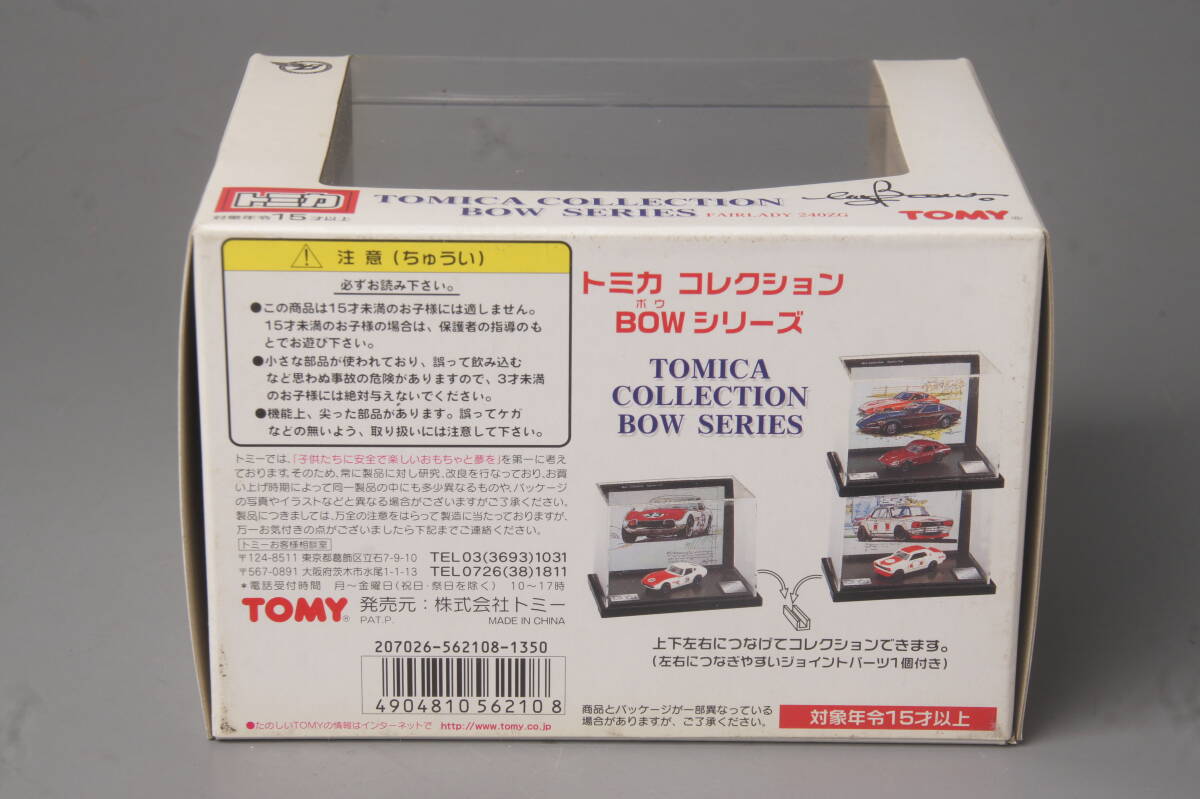 トミカ
対象年令15才以上
TOMICA COLLECTION
BOW SERIES FAIRLADY 240ZG
TOMY®
注意(ちゅうい)
必ずお読み下さい。
●この商品は15才未満のお子様には適しません。
15才未満のお子様の場合は、保護者の指導のも
とてお遊び下さい。
●小さな部品が使われており、誤って飲み込む
など思わぬ事故の危険がありますので、3才未満
のお子様には絶対与えないでください。
●機能上、尖った部品があります。誤ってケガ
などの無いよう、取り扱いには注意して下さい。
トミーでは、「子供たちに安全で楽しいおもちゃと夢を」を第一に考え
ております。そのため、常に製品に対し研究、改良を行なっており、お買
い上げ時期によって同一製品の中にも多少異なるものや、パッケージ
の写真やイラストなどと異なる場合がございますがご了承ください。
製品につきましては、万全の注意をはらって製造に当たっておりますが、
万一お気付きの点がございましたら下記までご連絡ください。
トミーお客様相談室
〒124-8511 東京都葛飾区立石7-9-10 TEL03(3693)1031
〒567-0891 大阪府茨木市水尾1-1-13 TEL0726(38)1811
●電話受付時間 月〜金曜日(祝日・祭日を除く) 10〜17時
TOMY® 発売元:株式会社トミー
PAT.P. MADE IN CHINA
207026-562108-1350
4904810562108
●たのしいTOMYの情報はインターネットで http://www.tomy.co.jp
トミカ コレクション
ボウ
BOWシリーズ
TOMICA
COLLECTION
BOW SERIES
上下左右につなげてコレクションできます。
(左右につなぎやすいジョイントパーツ1個付き)
商品とパッケージが一部異なっている
場合がありますが、ご了承ください。
対象年令15才以上